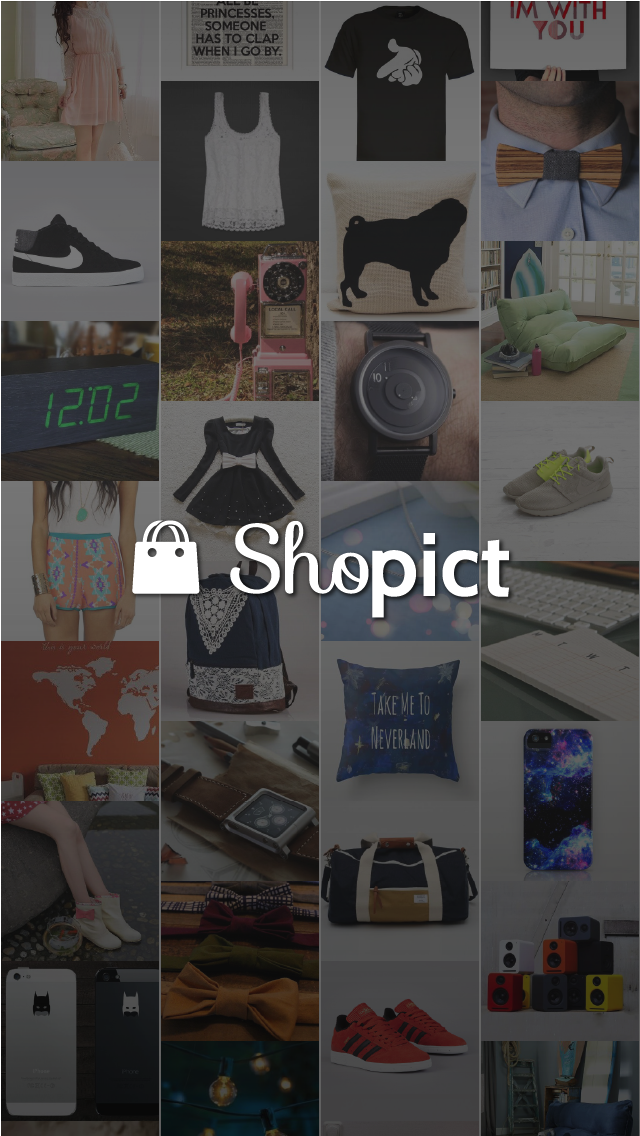 ALL BE
PRINCESSES,
SOMEONE
HAS TO CLAP
WHEN I GO BY.
IM WITH
YOU
12:02
10
Shopict
TAKE ME TO
NEVERLAND